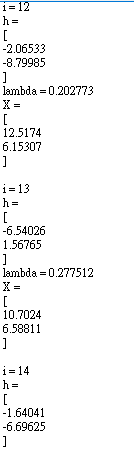 i = 12
h =
[
-2.06533
-8.79985
]
lambda = 0.202773
X =
[
12.5174
6.15307
]
i = 13
h =
[
-6.54026
1.56765
]
lambda = 0.277512
X =
[
10.7024
6.58811
]
i = 14
h =
[
-1.64041
-6.69625
]